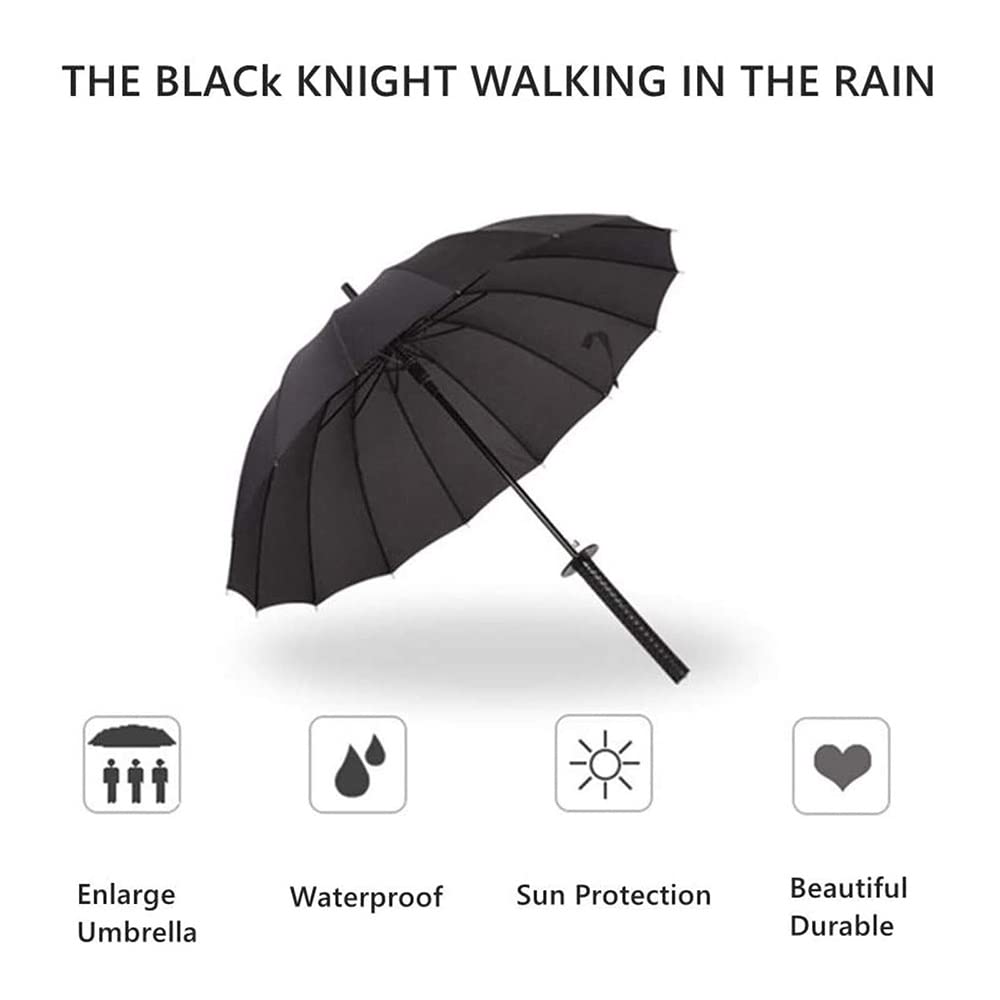 THE BLACk KNIGHT WALKING IN THE RAIN
Enlarge
Umbrella
Waterproof
Sun Protection
Beautiful
Durable